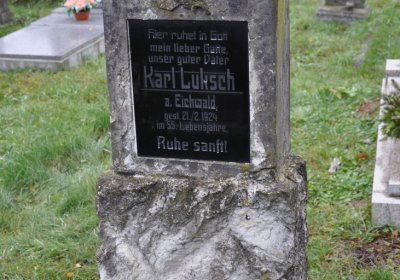 Hier ruhet in Gott
mein lieber Gatte,
unser guter Vater
Karl Luksch
a. Eichwald,
gest. 21./2. 1924
im 55. Lebensjahre.
Ruhe sanft!